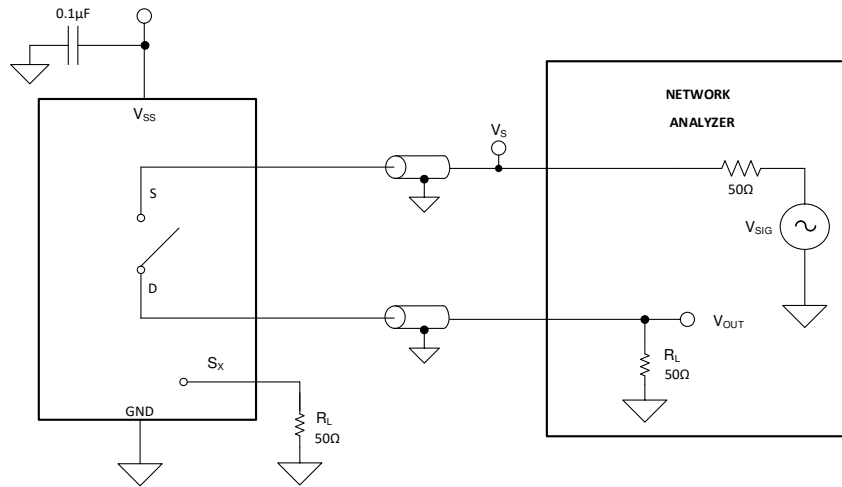 0.1µF
VSS
NETWORK
ANALYZER
VS
S
50Ω
VSIG
D
VOUT
SX
RL
50Ω
GND
RL
50Ω